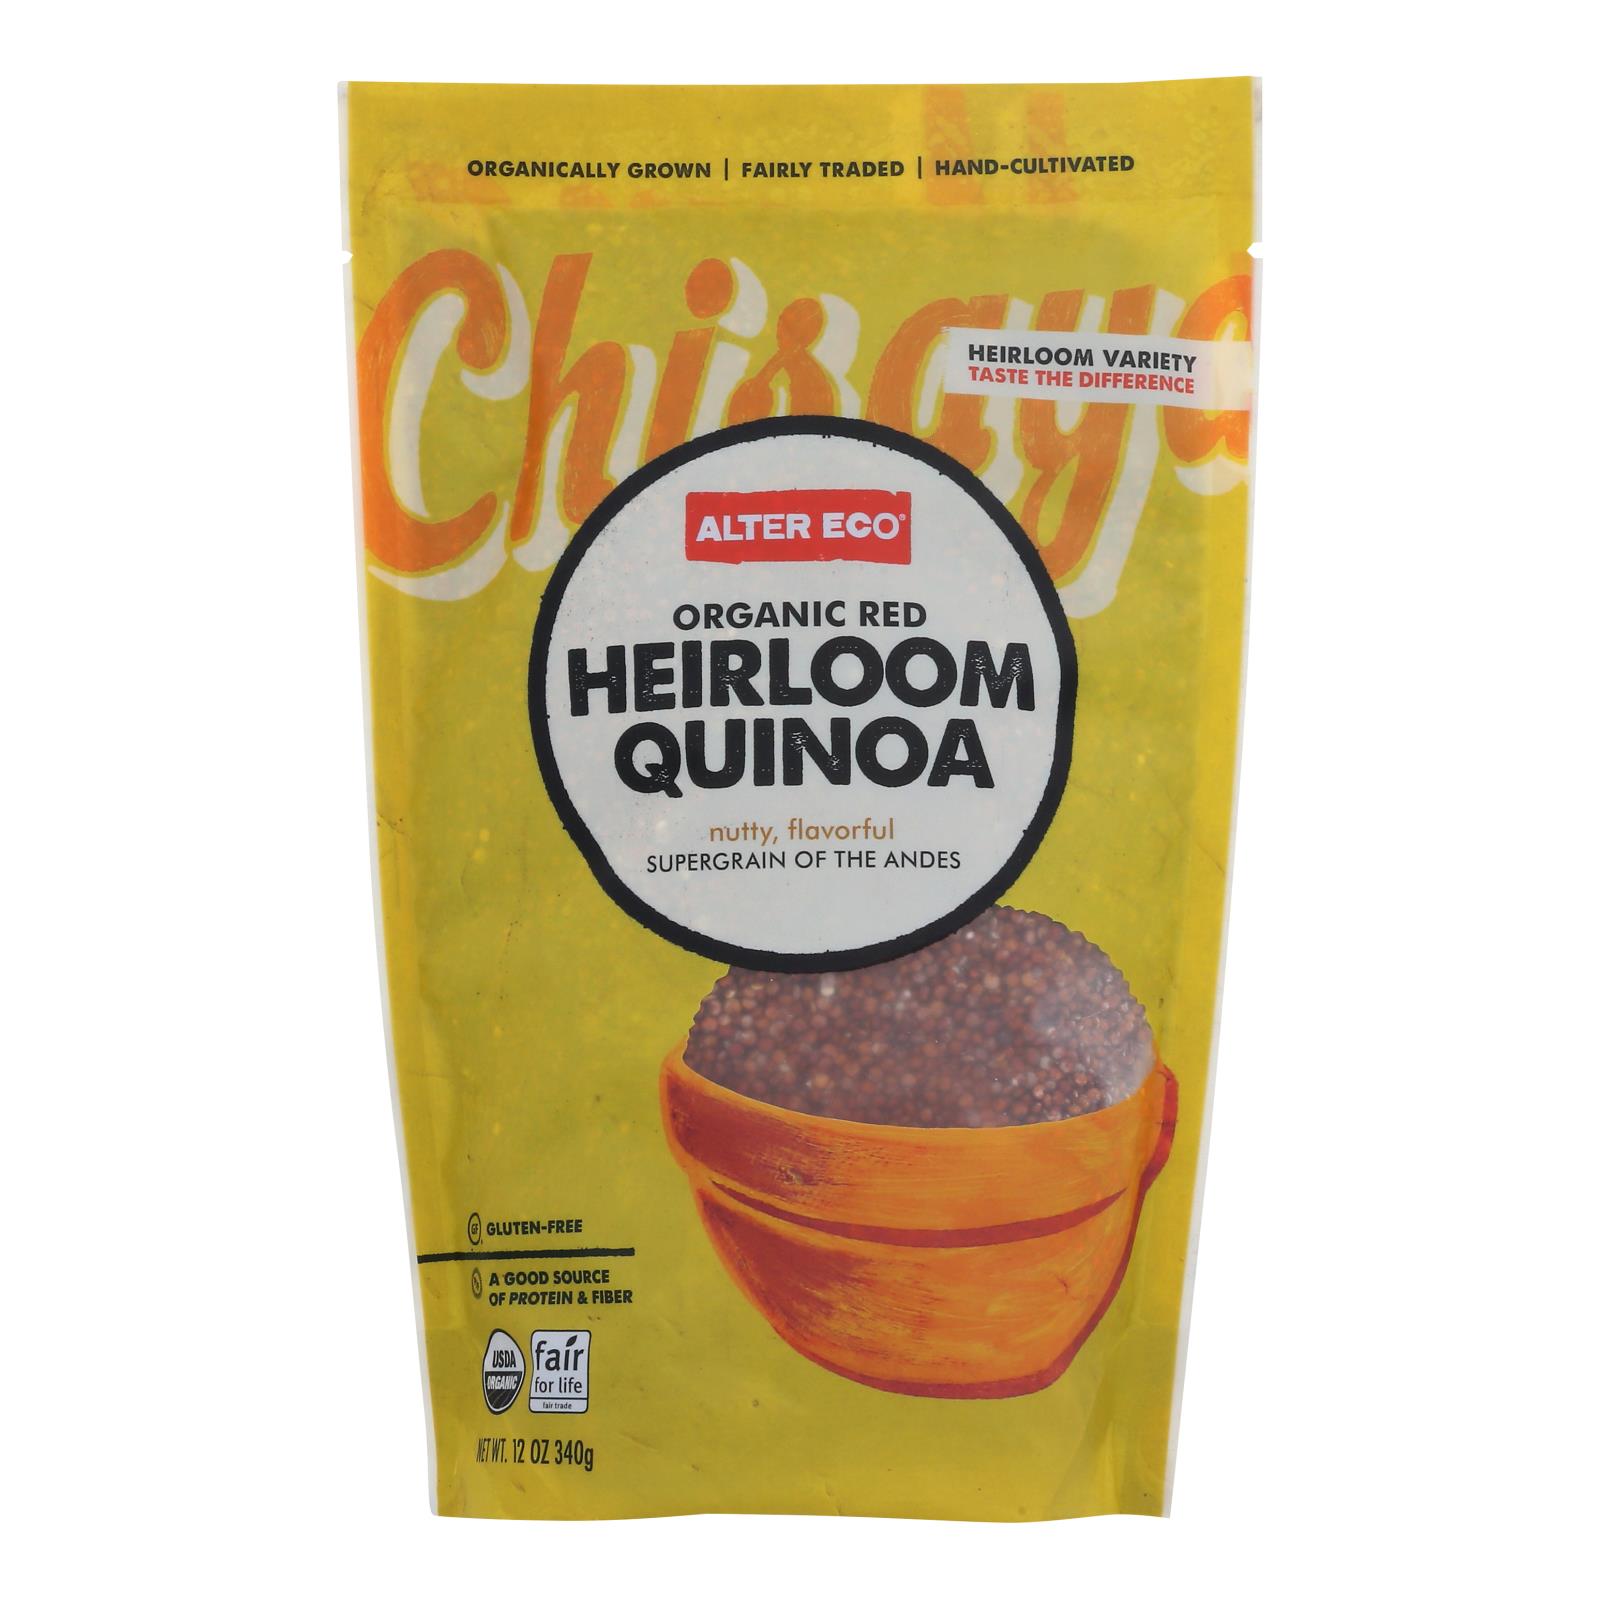 ORGANICALLY GROWN | FAIRLY TRADED | HAND-CULTIVATED
Chisaya
HEIRLOOM VARIETY
TASTE THE DIFFERENCE
ALTER ECO®
ORGANIC RED
HEIRLOOM
QUINOA
nutty, flavorful
SUPERGRAIN OF THE ANDES
GF GLUTEN-FREE
A GOOD SOURCE
OF PROTEIN & FIBER
USDA
ORGANIC
fair
for life
fair trade
NET WT. 12 OZ 340g